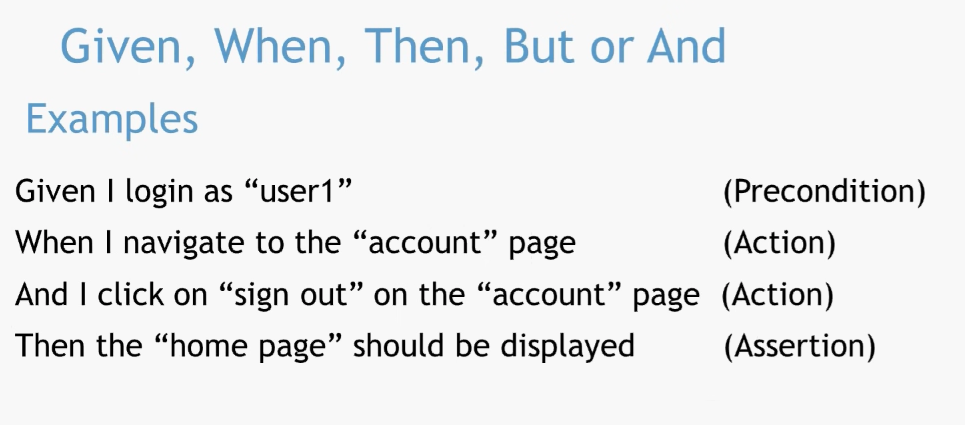 Given, When, Then, But or And
Examples
Given I login as “user1” (Precondition)
When I navigate to the “account” page (Action)
And I click on “sign out” on the “account” page (Action)
Then the “home page” should be displayed (Assertion)